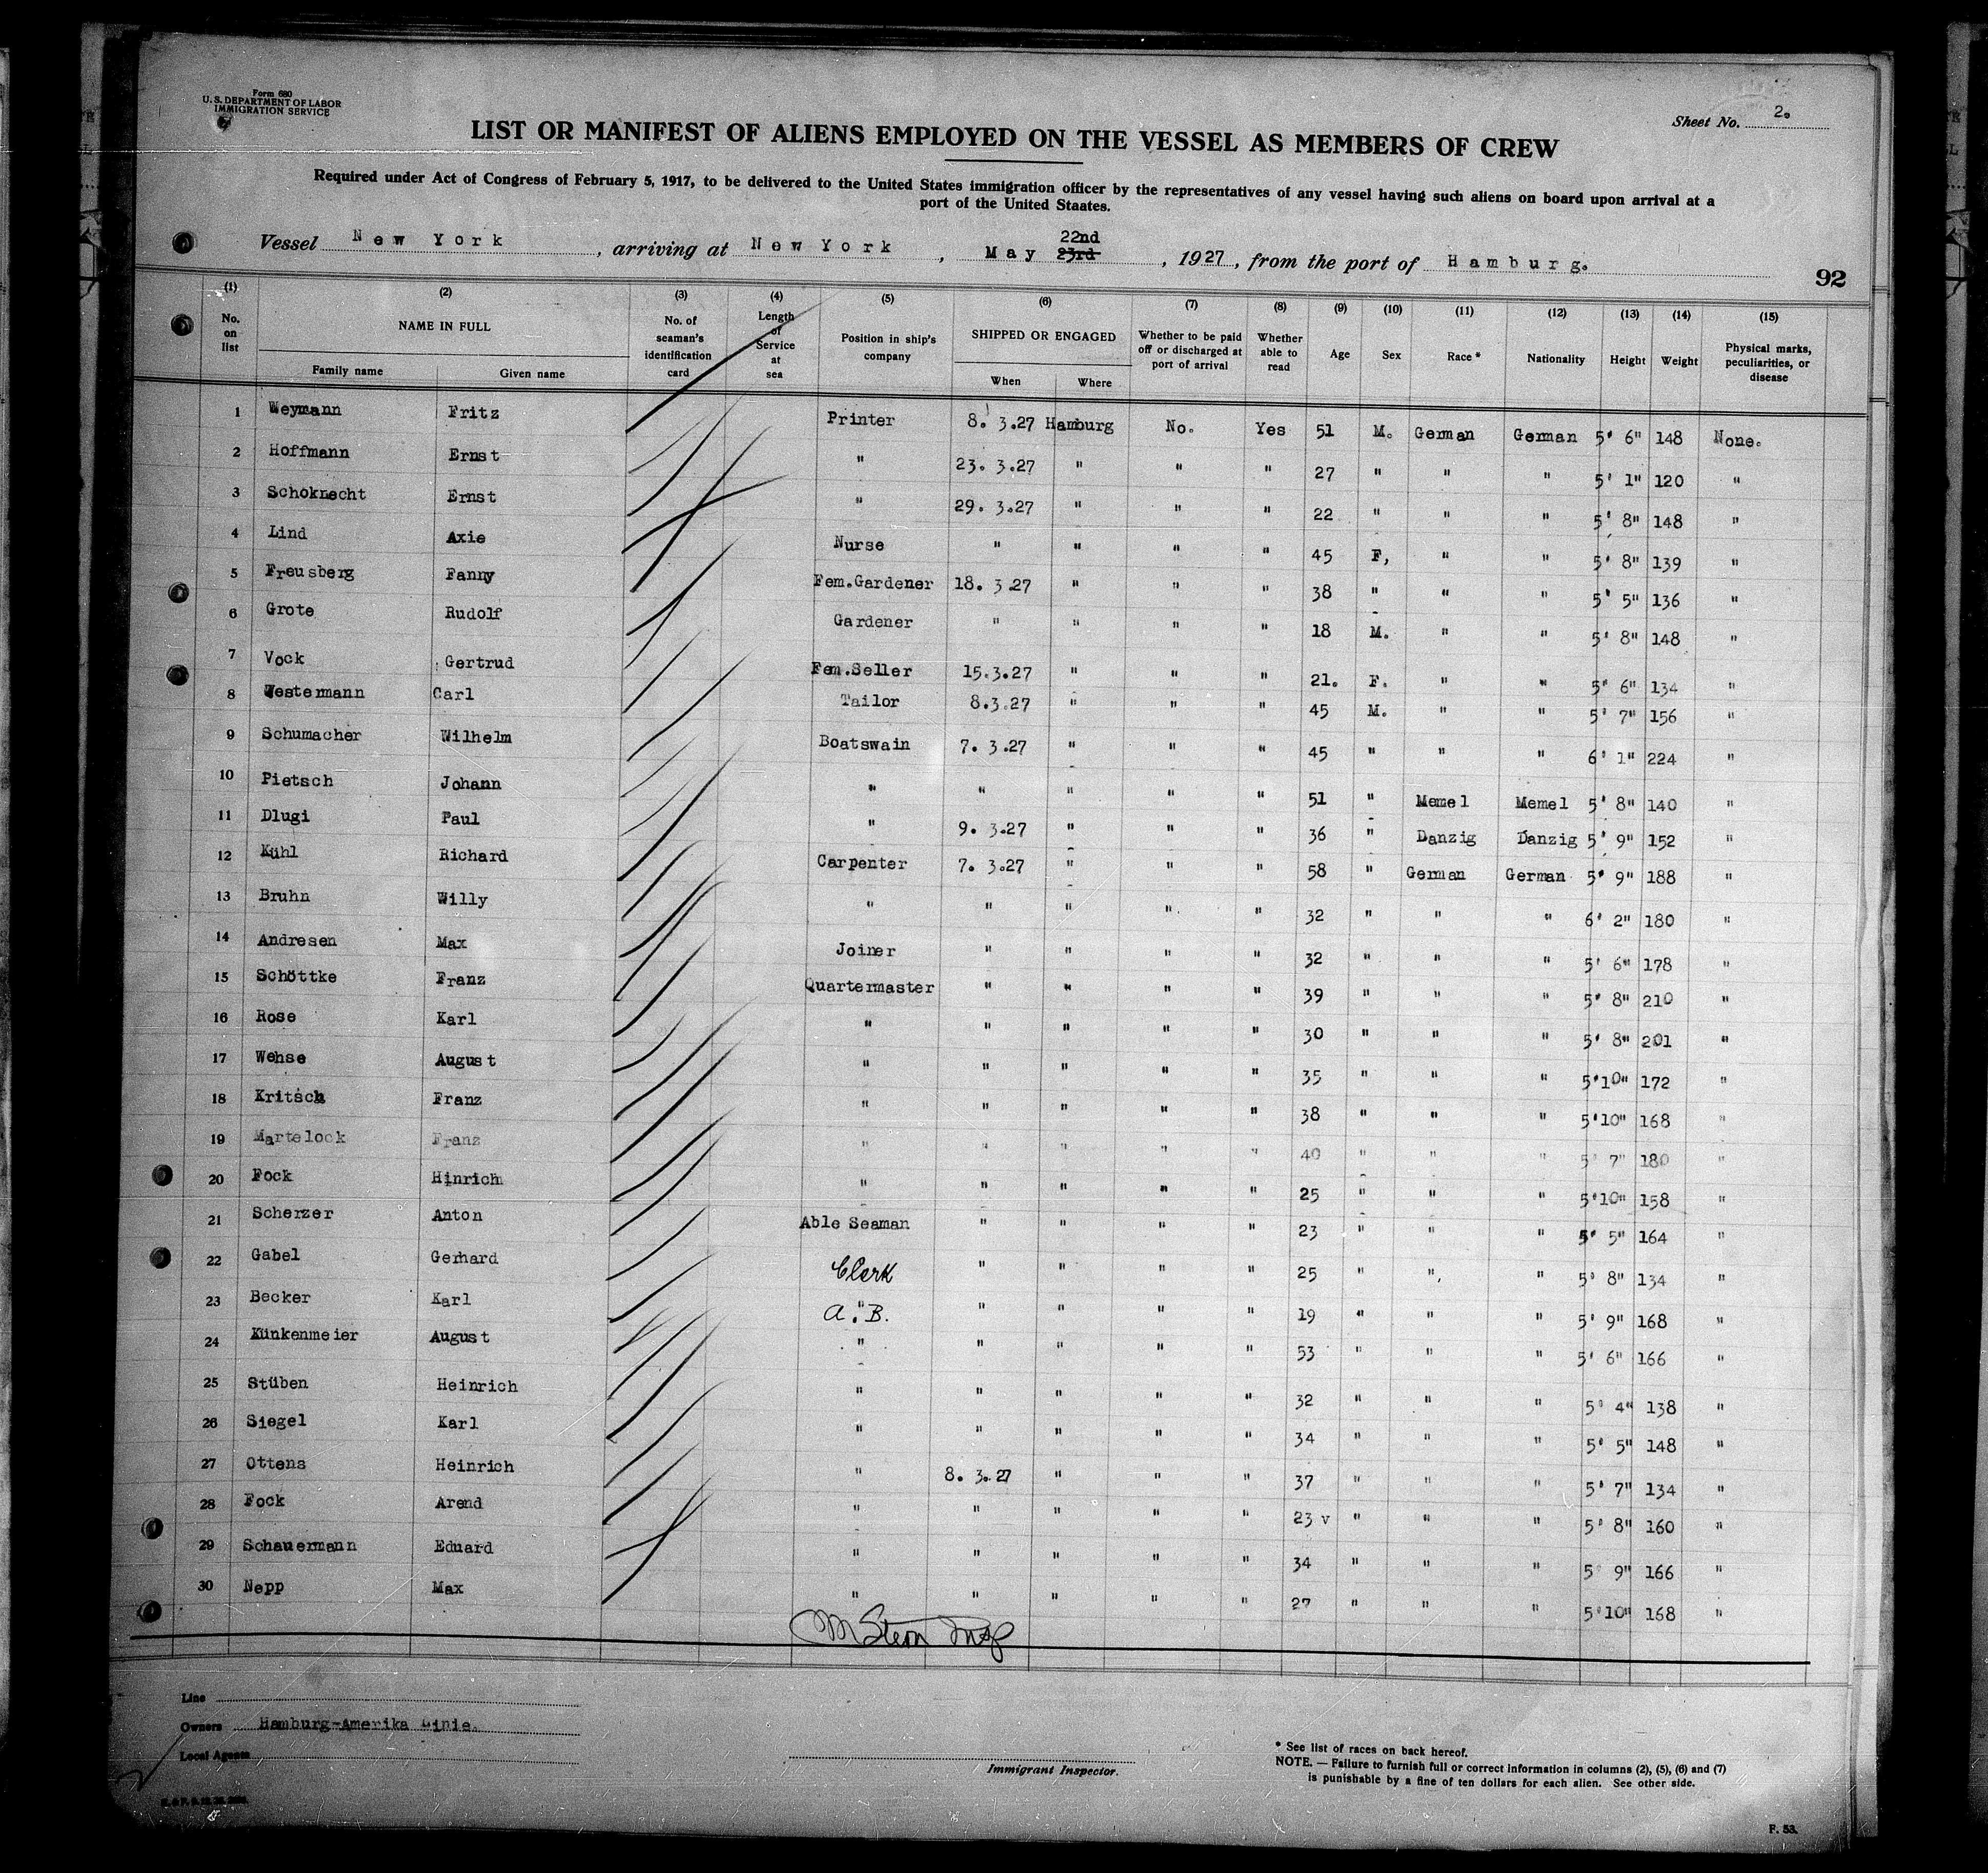 Form 680
U. S. DEPARTMENT OF LABOR
IMMIGRATION SERVICE
Sheet No. 2.
LIST OR MANIFEST OF ALIENS EMPLOYED ON THE VESSEL AS MEMBERS OF CREW
Required under Act of Congress of February 5, 1917, to be delivered to the United States immigration officer by the representatives of any vessel having such aliens on board upon arrival at a
port of the United Staates.
22nd
Vessel New York, arriving at New York, May 23rd, 1927, from the port of Hamburg.
92
(1) (2) (3) (4) (5) (6) (7) (8) (9) (10) (11) (12) (13) (14) (15)
No. on list NAME IN FULL Family name Given name No. of seaman's identification card Length of Service at sea Position in ship's company SHIPPED OR ENGAGED When Where Whether to be paid off or discharged at port of arrival Whether able to read Age Sex Race * Nationality Height Weight Physical marks, peculiarities, or disease
1 Weymann Fritz Printer 8. 3.27 Hamburg No. Yes 51 M. German German 5' 6" 148 None.
2 Hoffmann Ernst " 23. 3.27 " " " 27 " " " 5' 1" 120 "
3 Schoknecht Ernst " 29. 3.27 " " " 22 " " " 5' 8" 148 "
4 Lind Axie Nurse " " " " 45 F, " " 5' 8" 139 "
5 Freusberg Fanny Fem.Gardener 18. 3.27 " " " 38 " " " 5' 5" 136 "
6 Grote Rudolf Gardener " " " " 18 M. " " 5' 8" 148 "
7 Vock Gertrud Fem.Seller 15.3.27 " " " 21. F. " " 5' 6" 134 "
8 Westermann Carl Tailor 8.3.27 " " " 45 M. " " 5' 7" 156 "
9 Schumacher Wilhelm Boatswain 7. 3.27 " " " 45 " " " 6' 1" 224 "
10 Pietsch Johann " " " " " 51 " Memel Memel 5' 8" 140 "
11 Dlugi Paul " 9. 3.27 " " " 36 " Danzig Danzig 5' 9" 152 "
12 Kühl Richard Carpenter 7. 3.27 " " " 58 " German German 5' 9" 188 "
13 Bruhn Willy " " " " " 32 " " " 6' 2" 180 "
14 Andresen Max Joiner " " " " 32 " " " 5' 6" 178 "
15 Schöttke Franz Quartermaster " " " " 39 " " " 5' 8" 210 "
16 Rose Karl " " " " " 30 " " " 5' 8" 201 "
17 Wehse August " " " " " 35 " " " 5'10" 172 "
18 Kritsch Franz " " " " " 38 " " " 5'10" 168 "
19 Martelock Franz " " " " " 40 " " " 5' 7" 180 "
20 Fock Hinrich " " " " " 25 " " " 5'10" 158 "
21 Scherzer Anton Able Seaman " " " " 23 " " " 5' 5" 164 "
22 Gabel Gerhard Clerk " " " " 25 " " " 5' 8" 134 "
23 Becker Karl A.B. " " " " 19 " " " 5' 9" 168 "
24 Künkenmeier August " " " " " 53 " " " 5' 6" 166 "
25 Stüben Heinrich " " " " " 32 " " " 5' 4" 138 "
26 Siegel Karl " " " " " 34 " " " 5' 5" 148 "
27 Ottens Heinrich " 8. 3.27 " " " 37 " " " 5' 7" 134 "
28 Fock Arend " " " " " 23 v " " " 5' 8" 160 "
29 Schauermann Eduard " " " " " 34 " " " 5' 9" 166 "
30 Nepp Max " " " " " 27 " " " 5'10" 168 "
M Stern Insp
Line
Owners Hamburg-Amerika Linie.
Local Agents
Immigrant Inspector.
* See list of races on back hereof.
NOTE. — Failure to furnish full or correct information in columns (2), (5), (6) and (7)
is punishable by a fine of ten dollars for each alien. See other side.
F. 53.